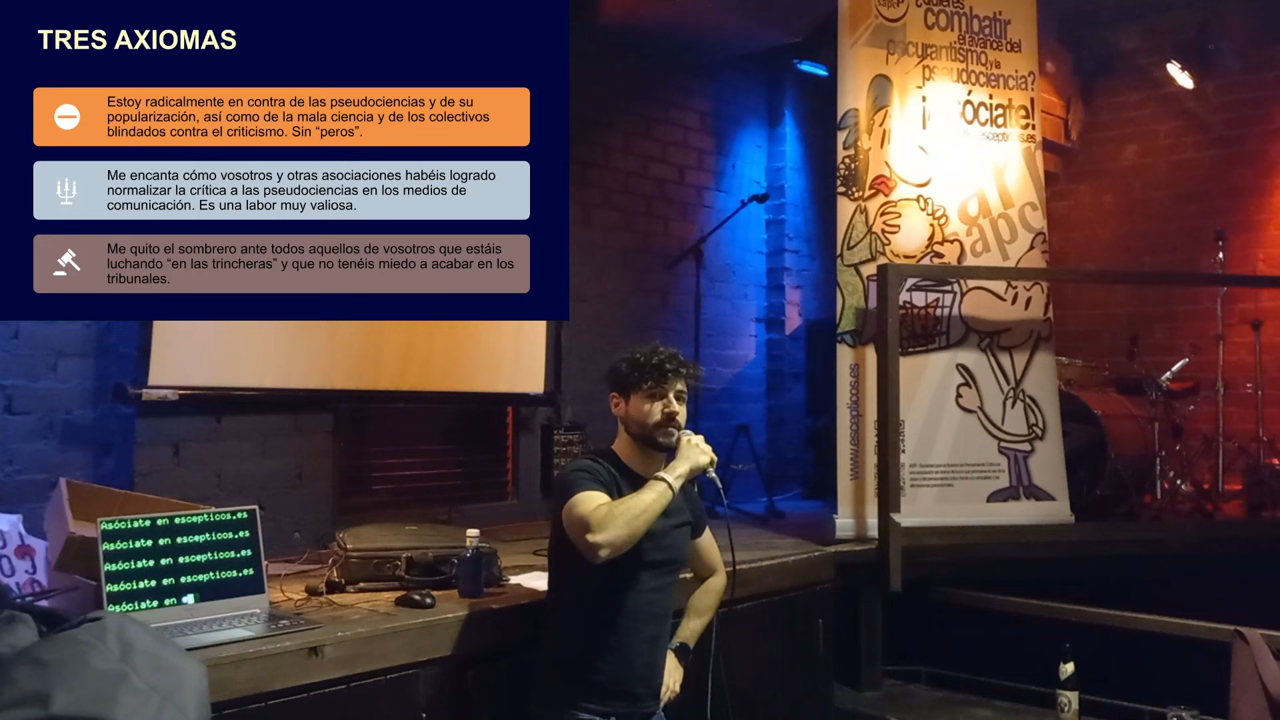 TRES AXIOMAS
Estoy radicalmente en contra de las pseudociencias y de su
popularización, así como de la mala ciencia y de los colectivos
blindados contra el criticismo. Sin “peros”.
Me encanta cómo vosotros y otras asociaciones habéis logrado
normalizar la crítica a las pseudociencias en los medios de
comunicación. Es una labor muy valiosa.
Me quito el sombrero ante todos aquellos de vosotros que estáis
luchando “en las trincheras” y que no tenéis miedo a acabar en los
tribunales.
¿quieres
combatir
el avance del
oscurantismo y la
pseudociencia?
¡Asóciate!
www.escepticos.es
Asóciate en escepticos.es
Asóciate en escepticos.es
Asóciate en escepticos.es
Asóciate en escepticos.es
Asóciate en e